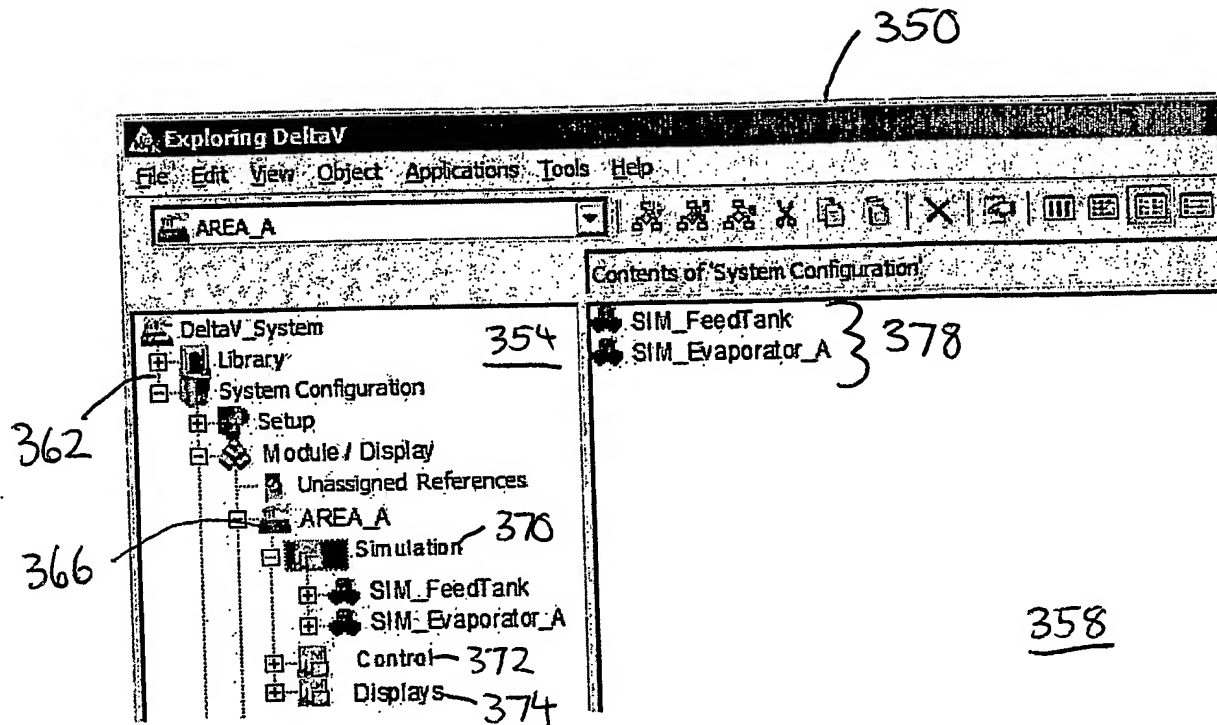 350
Exploring DeltaV
File Edit View Object Applications Tools Help
AREA_A
Contents of 'System Configuration'
DeltaV_System
354
Library
System Configuration
Setup
Module / Display
Unassigned References
AREA_A
Simulation
370
SIM_FeedTank
SIM_Evaporator_A
Control
372
Displays
374
362
366
SIM_FeedTank
SIM_Evaporator_A
378
358